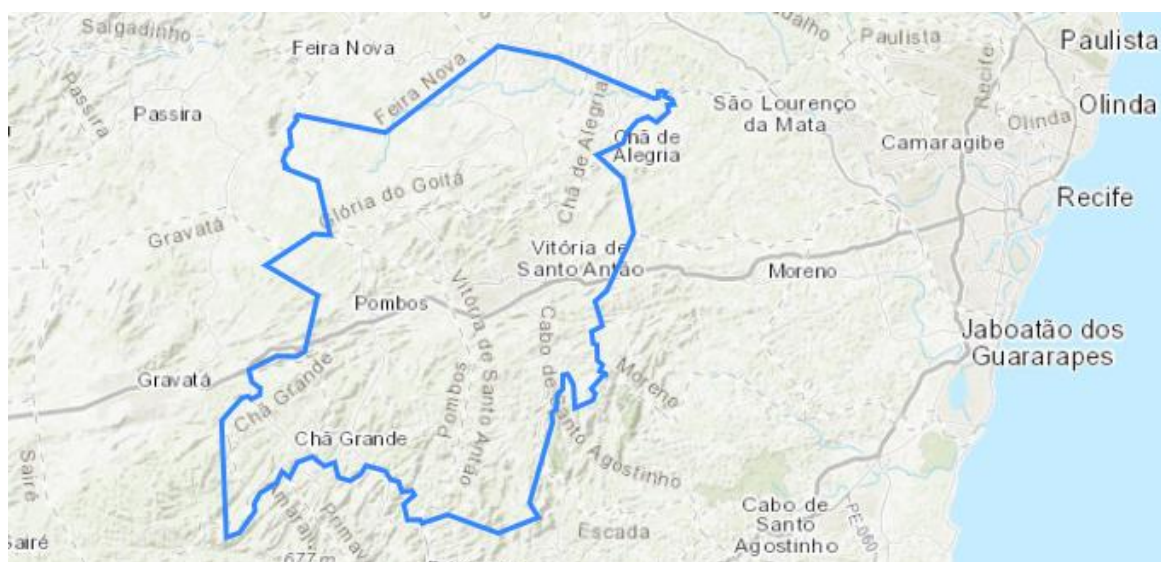 Salgadinho
Feira Nova
Feira Nova
Passira
Passira
Paulista
Paulista
Recife
São Lourenço
da Mata
Olinda
Olinda
Camaragibe
Chã de Alegria
Chã de
Alegria
Glória do Goitá
Gravatá
Recife
Vitória de
Santo Antão
Moreno
Pombos
Vitória de Santo Antão
Cabo de Santo Agostinho
Jaboatão dos
Guararapes
Moreno
Gravatá
Chã Grande
Pombos
Chã Grande
Sairé
Amaraji
Cabo de
Santo
Agostinho
PE-060
Escada
677 m